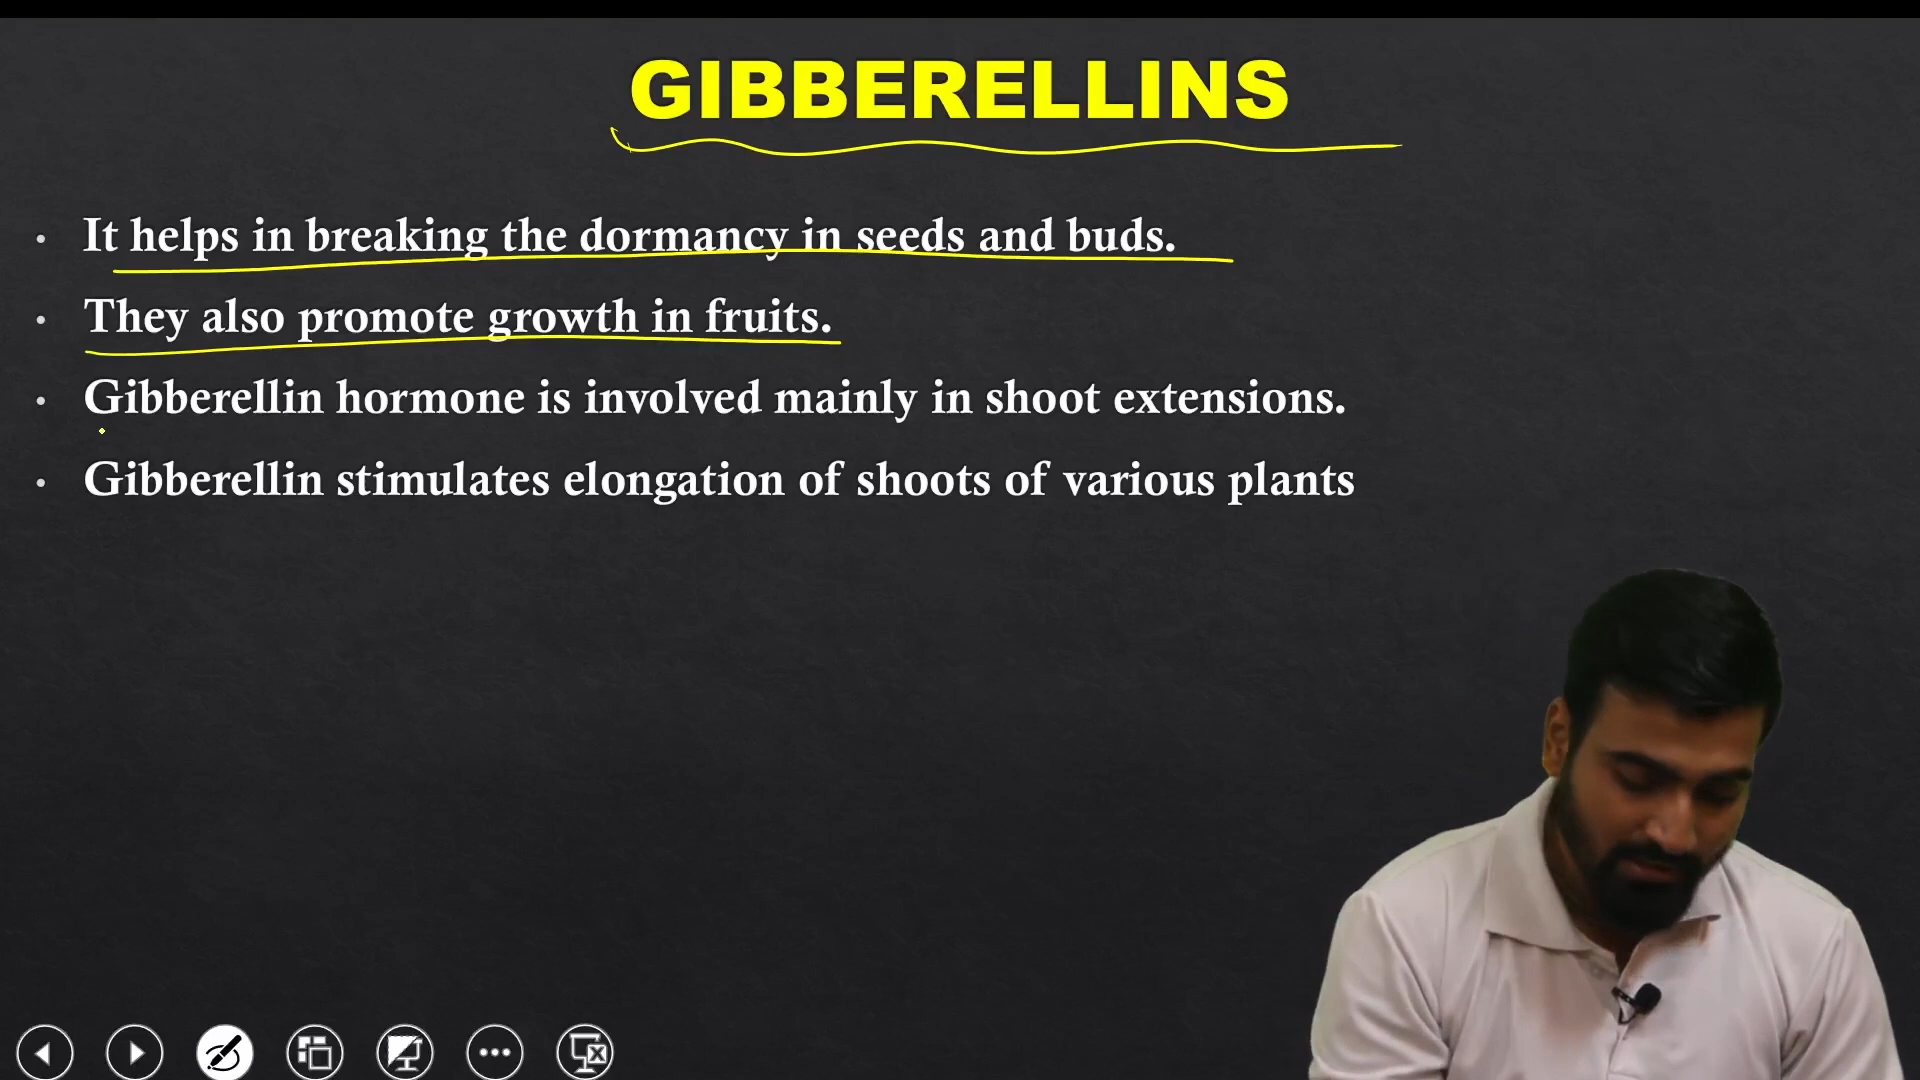 GIBBERELLINS
• It helps in breaking the dormancy in seeds and buds.
• They also promote growth in fruits.
• Gibberellin hormone is involved mainly in shoot extensions.
• Gibberellin stimulates elongation of shoots of various plants